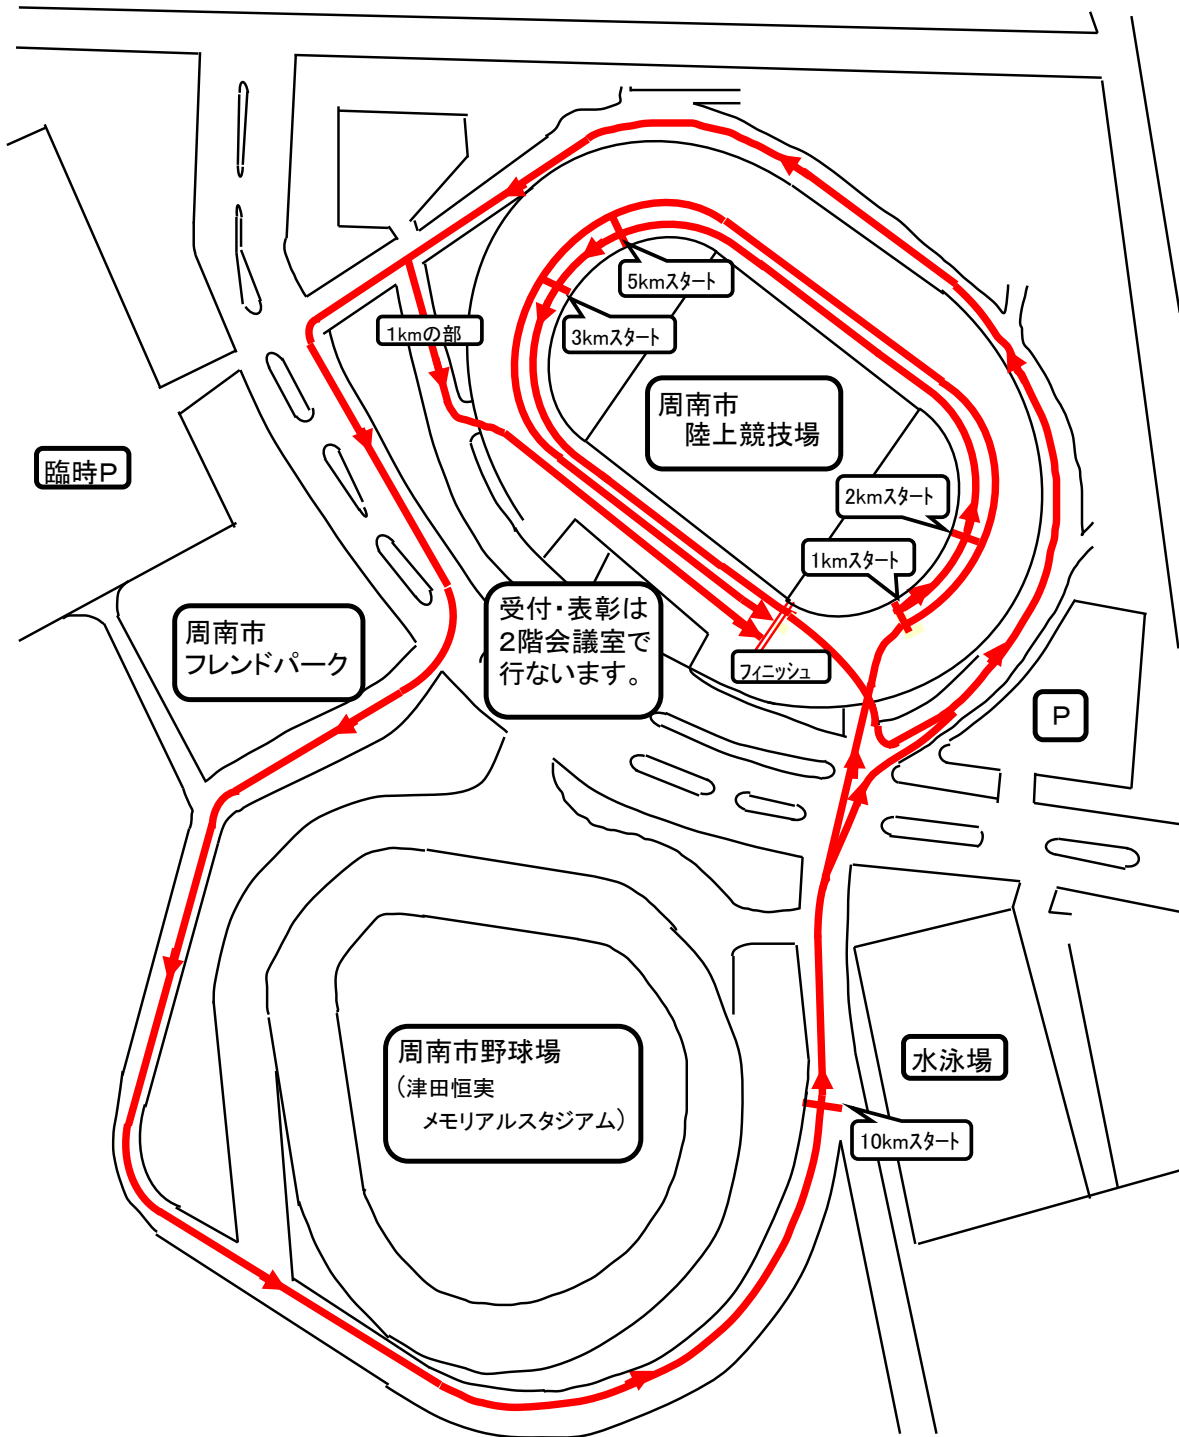 5kmスタート
1kmの部
3kmスタート
周南市
陸上競技場
臨時P
2kmスタート
1kmスタート
受付・表彰は
2階会議室で
行ないます。
周南市
フレンドパーク
フィニッシュ
P
周南市野球場
(津田恒実
メモリアルスタジアム)
水泳場
10kmスタート